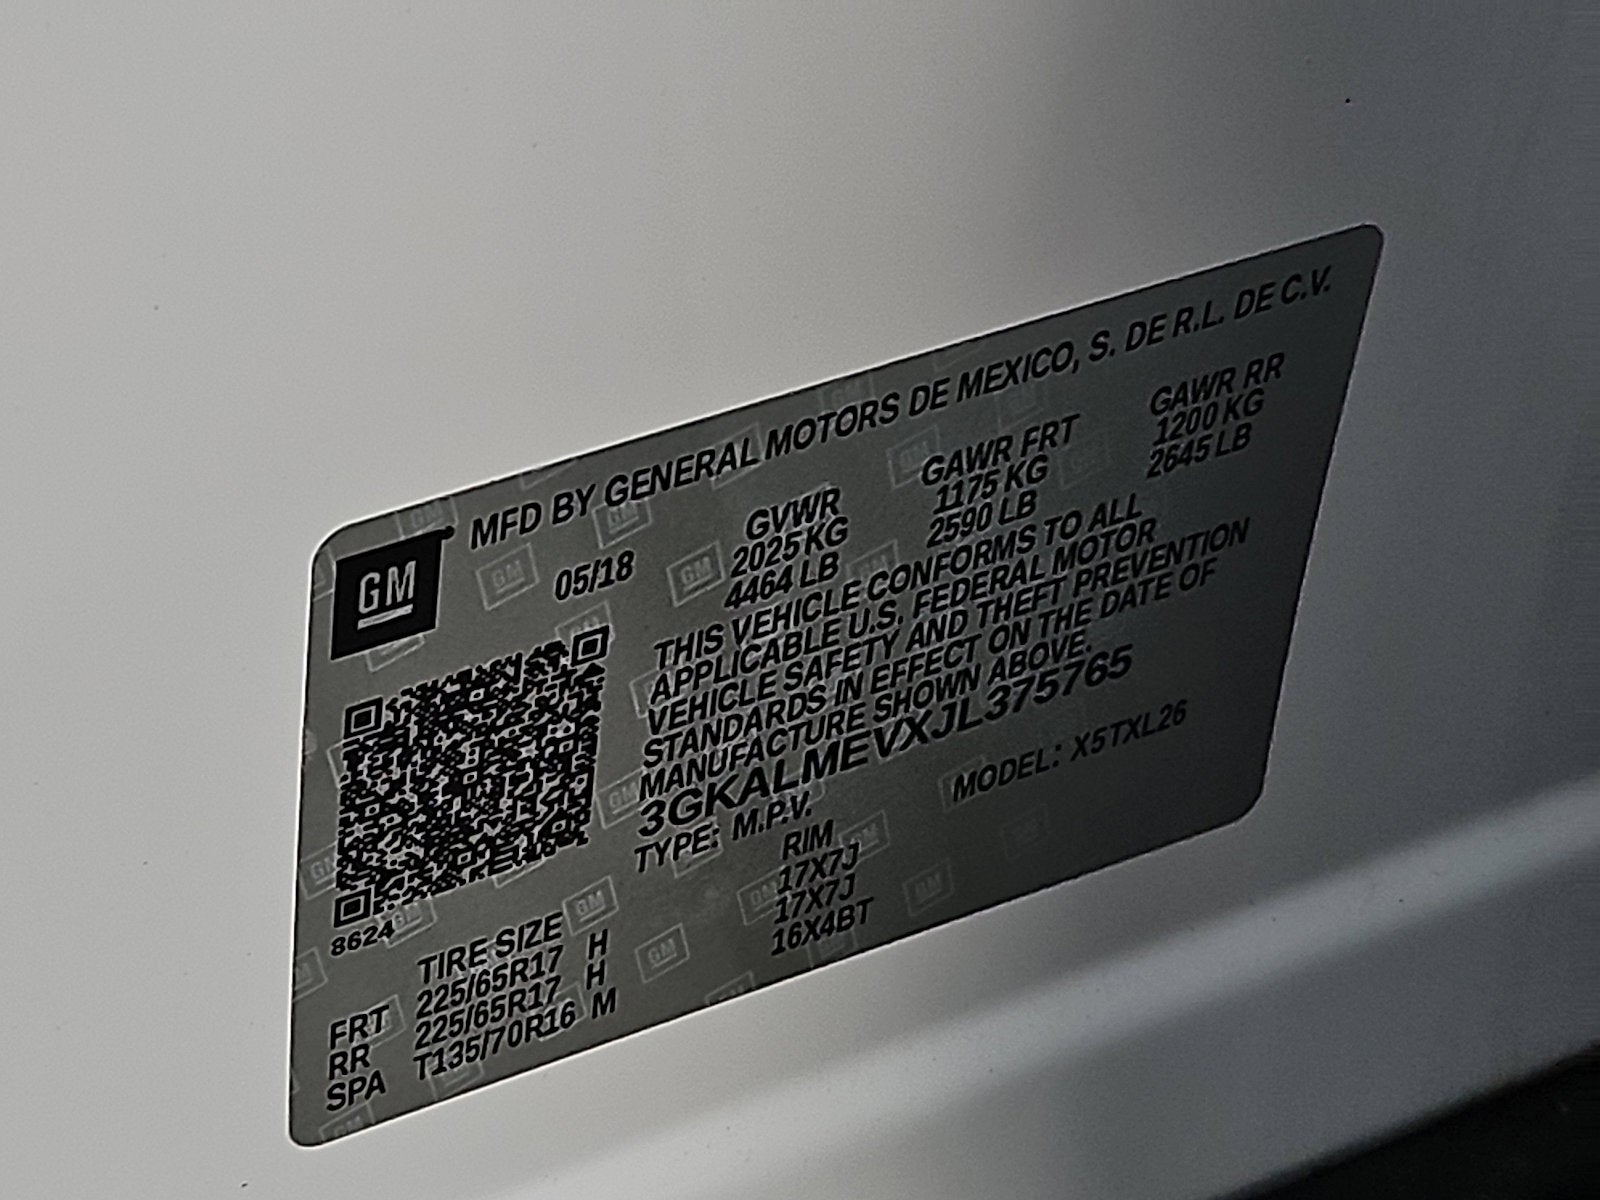 GM
MFD BY GENERAL MOTORS DE MEXICO, S. DE R.L. DE C.V.
05/18
GVWR GAWR FRT GAWR RR
2025 KG 1175 KG 1200 KG
4464 LB 2590 LB 2645 LB
THIS VEHICLE CONFORMS TO ALL
APPLICABLE U.S. FEDERAL MOTOR
VEHICLE SAFETY AND THEFT PREVENTION
STANDARDS IN EFFECT ON THE DATE OF
MANUFACTURE SHOWN ABOVE.
3GKALMEVXJL375765
TYPE: M.P.V. MODEL: X5TXL26
8624
TIRE SIZE RIM
FRT 225/65R17 H 17X7J
RR 225/65R17 H 17X7J
SPA T135/70R16 M 16X4BT